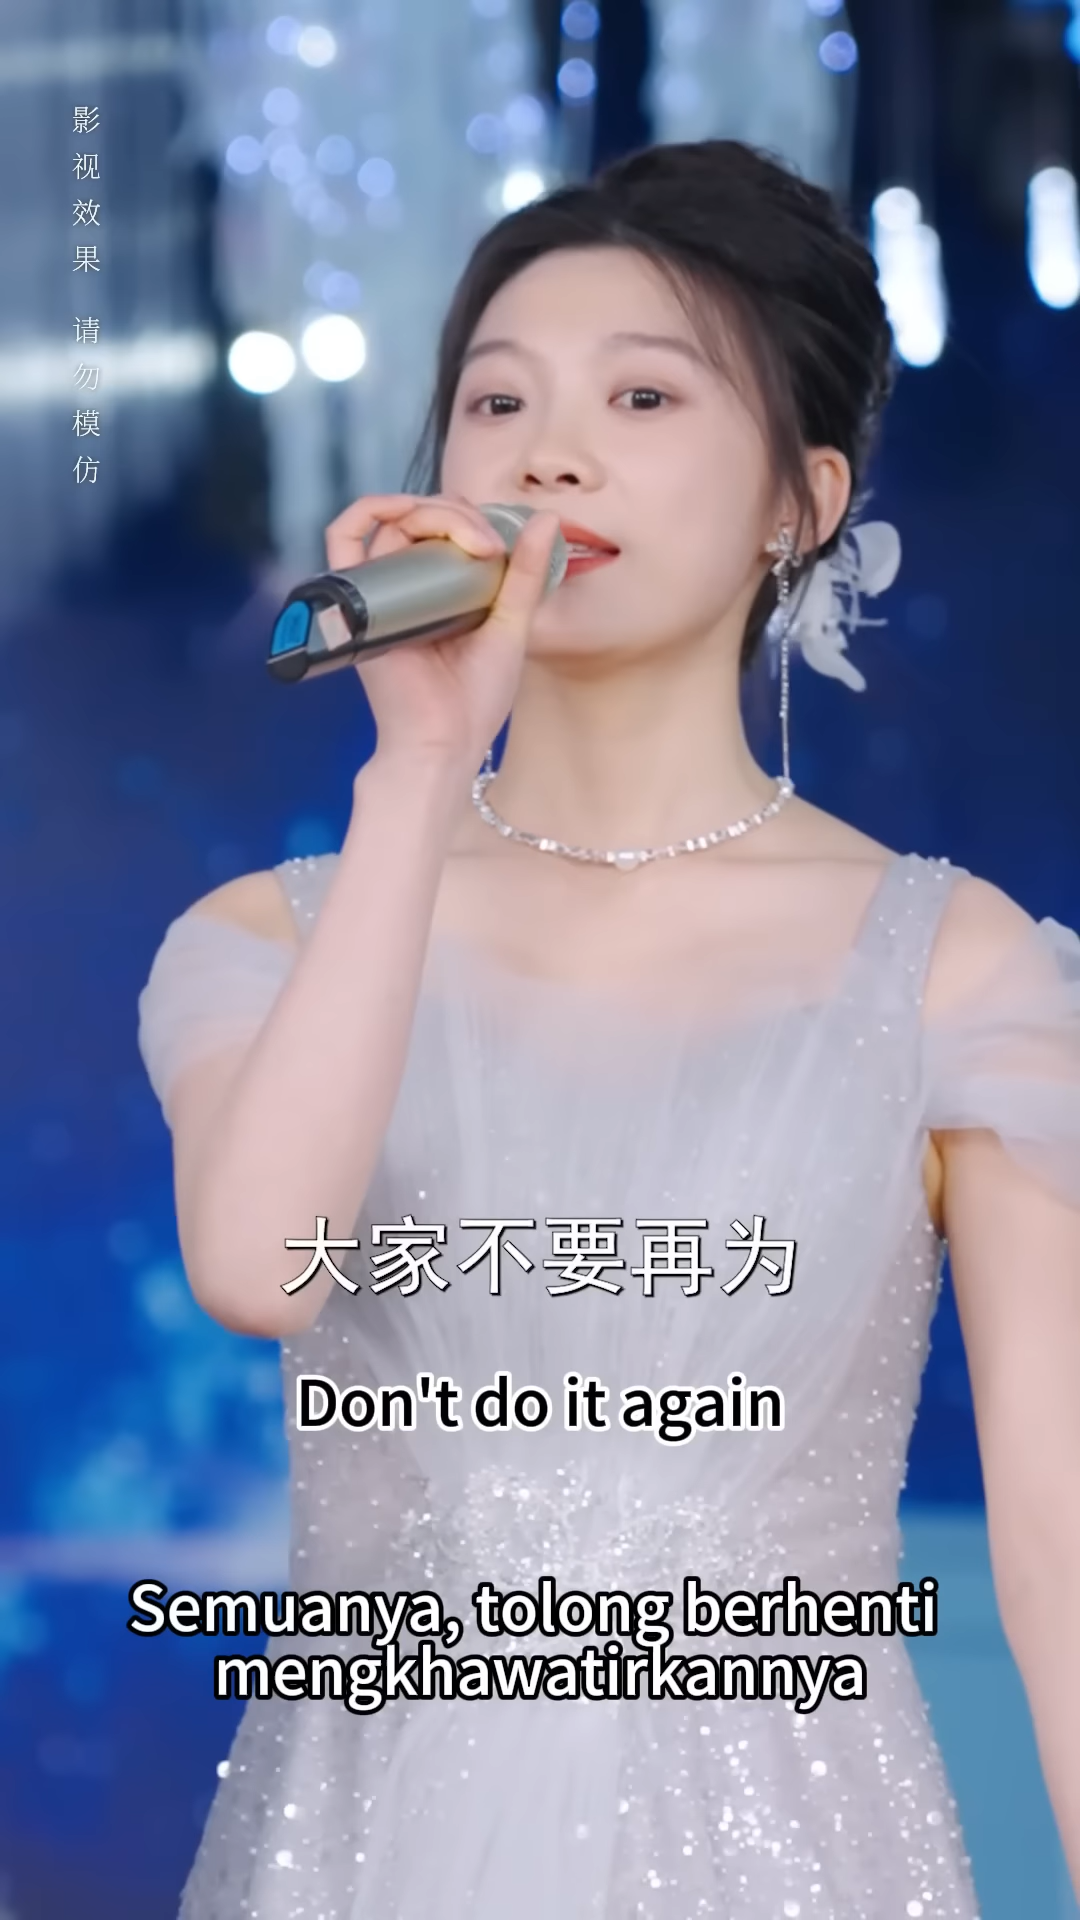 影视效果 请勿模仿
大家不要再为
Don't do it again
Semuanya, tolong berhenti
mengkhawatirkannya